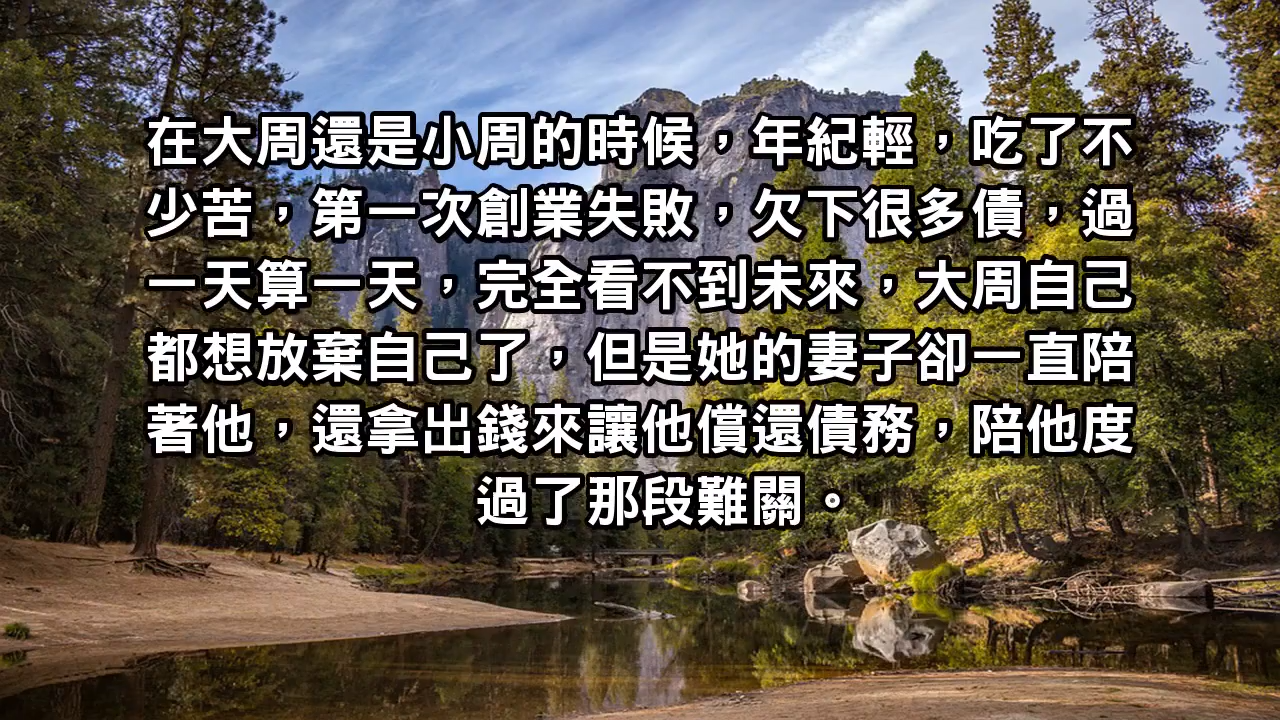 在大周還是小周的時候，年紀輕，吃了不
少苦，第一次創業失敗，欠下很多債，過
一天算一天，完全看不到未來，大周自己
都想放棄自己了，但是她的妻子卻一直陪
著他，還拿出錢來讓他償還債務，陪他度
過了那段難關。